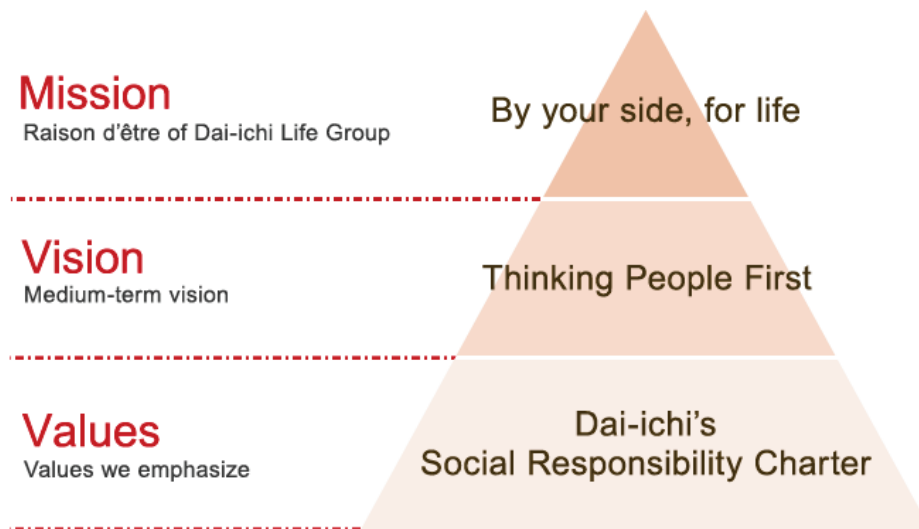 Mission
Raison d'être of Dai-ichi Life Group
By your side, for life
Vision
Medium-term vision
Thinking People First
Values
Values we emphasize
Dai-ichi's
Social Responsibility Charter